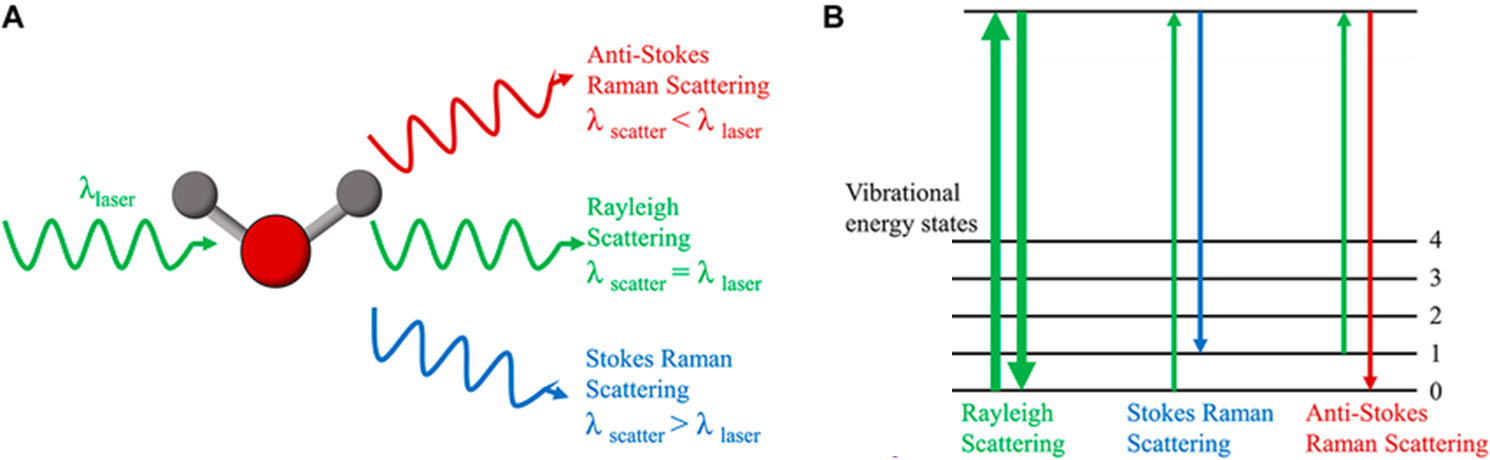 A
λlaser
Anti-Stokes
Raman Scattering
λ scatter < λ laser
Rayleigh
Scattering
λ scatter = λ laser
Stokes Raman
Scattering
λ scatter > λ laser
B
Vibrational
energy states
4
3
2
1
0
Rayleigh
Scattering
Stokes Raman
Scattering
Anti-Stokes
Raman Scattering